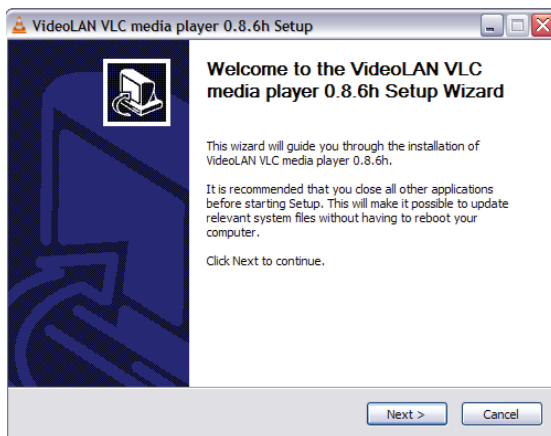 VideoLAN VLC media player 0.8.6h Setup
Welcome to the VideoLAN VLC
media player 0.8.6h Setup Wizard
This wizard will guide you through the installation of
VideoLAN VLC media player 0.8.6h.
It is recommended that you close all other applications
before starting Setup. This will make it possible to update
relevant system files without having to reboot your
computer.
Click Next to continue.
Next > Cancel